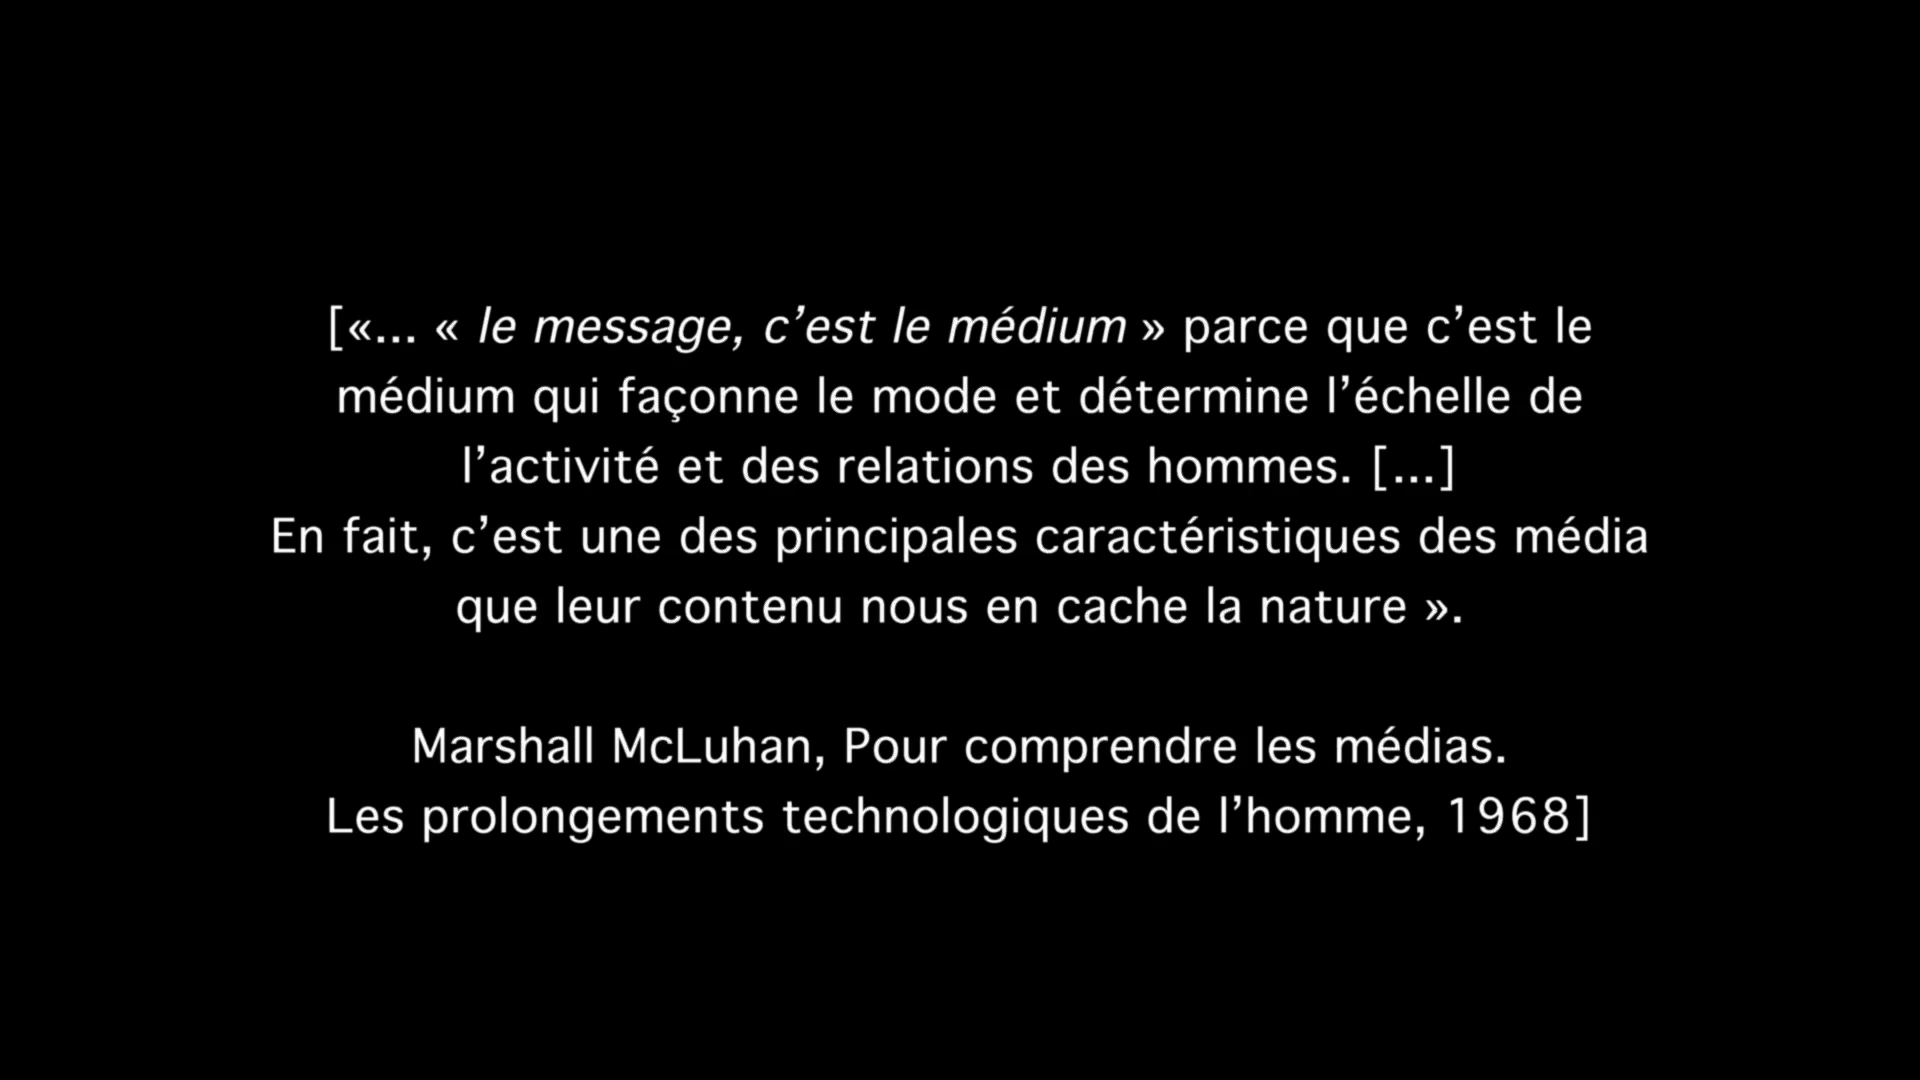 [«... « le message, c’est le médium » parce que c’est le
médium qui façonne le mode et détermine l’échelle de
l’activité et des relations des hommes. [...]
En fait, c’est une des principales caractéristiques des média
que leur contenu nous en cache la nature ».
Marshall McLuhan, Pour comprendre les médias.
Les prolongements technologiques de l’homme, 1968]